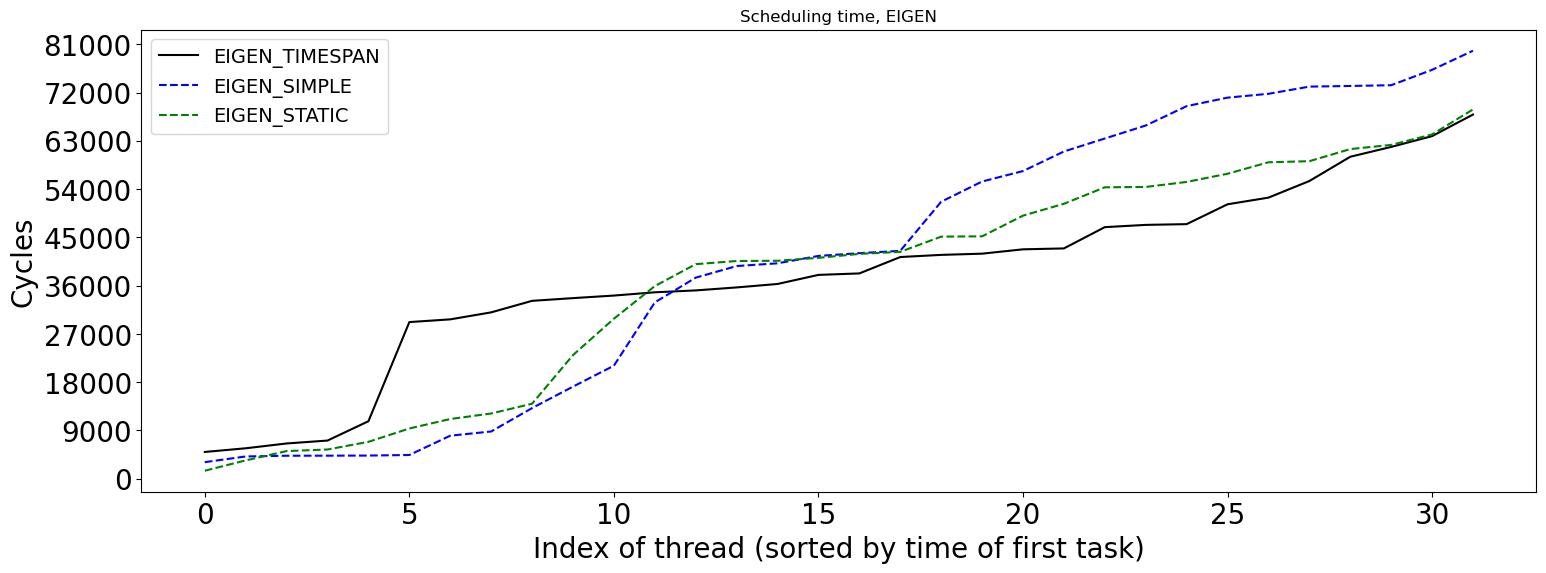 Scheduling time, EIGEN
EIGEN_TIMESPAN
EIGEN_SIMPLE
EIGEN_STATIC
81000
72000
63000
54000
45000
36000
27000
18000
9000
0
Cycles
0 5 10 15 20 25 30
Index of thread (sorted by time of first task)